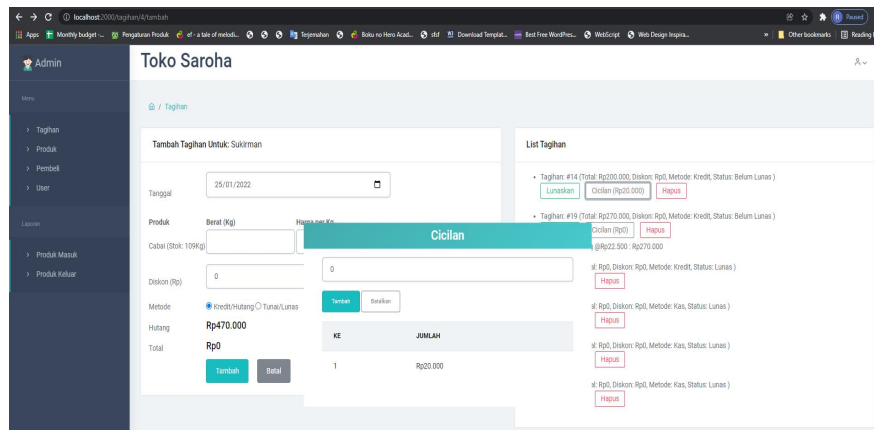 localhost:2000/tagihan/4/tambah
Paused
Apps Monthly budget -... Pengaturan Produk ef - a tale of melodi... Terjemahan Boku no Hero Acad... sfsf Download Templat... Best Free WordPres... WebScript Web Design Inspira... » Other bookmarks Reading
Admin
Toko Saroha
Menu
/ Tagihan
> Tagihan
> Produk
> Pembeli
> User
Laporan
> Produk Masuk
> Produk Keluar
Tambah Tagihan Untuk: Sukirman
Tanggal 25/01/2022
Produk Berat (Kg) Harga per Kg
Cabai (Stok: 109Kg)
Diskon (Rp) 0
Metode Kredit/Hutang Tunai/Lunas
Hutang Rp470.000
Total Rp0
Tambah Batal
Cicilan
0
Tambah Batalkan
KE JUMLAH
1 Rp20.000
List Tagihan
• Tagihan: #14 (Total: Rp200.000, Diskon: Rp0, Metode: Kredit, Status: Belum Lunas )
Lunaskan Cicilan (Rp20.000) Hapus
• Tagihan: #19 (Total: Rp270.000, Diskon: Rp0, Metode: Kredit, Status: Belum Lunas )
Cicilan (Rp0) Hapus
@Rp22.500 : Rp270.000
al: Rp0, Diskon: Rp0, Metode: Kredit, Status: Lunas )
Hapus
al: Rp0, Diskon: Rp0, Metode: Kas, Status: Lunas )
Hapus
al: Rp0, Diskon: Rp0, Metode: Kas, Status: Lunas )
Hapus
al: Rp0, Diskon: Rp0, Metode: Kas, Status: Lunas )
Hapus